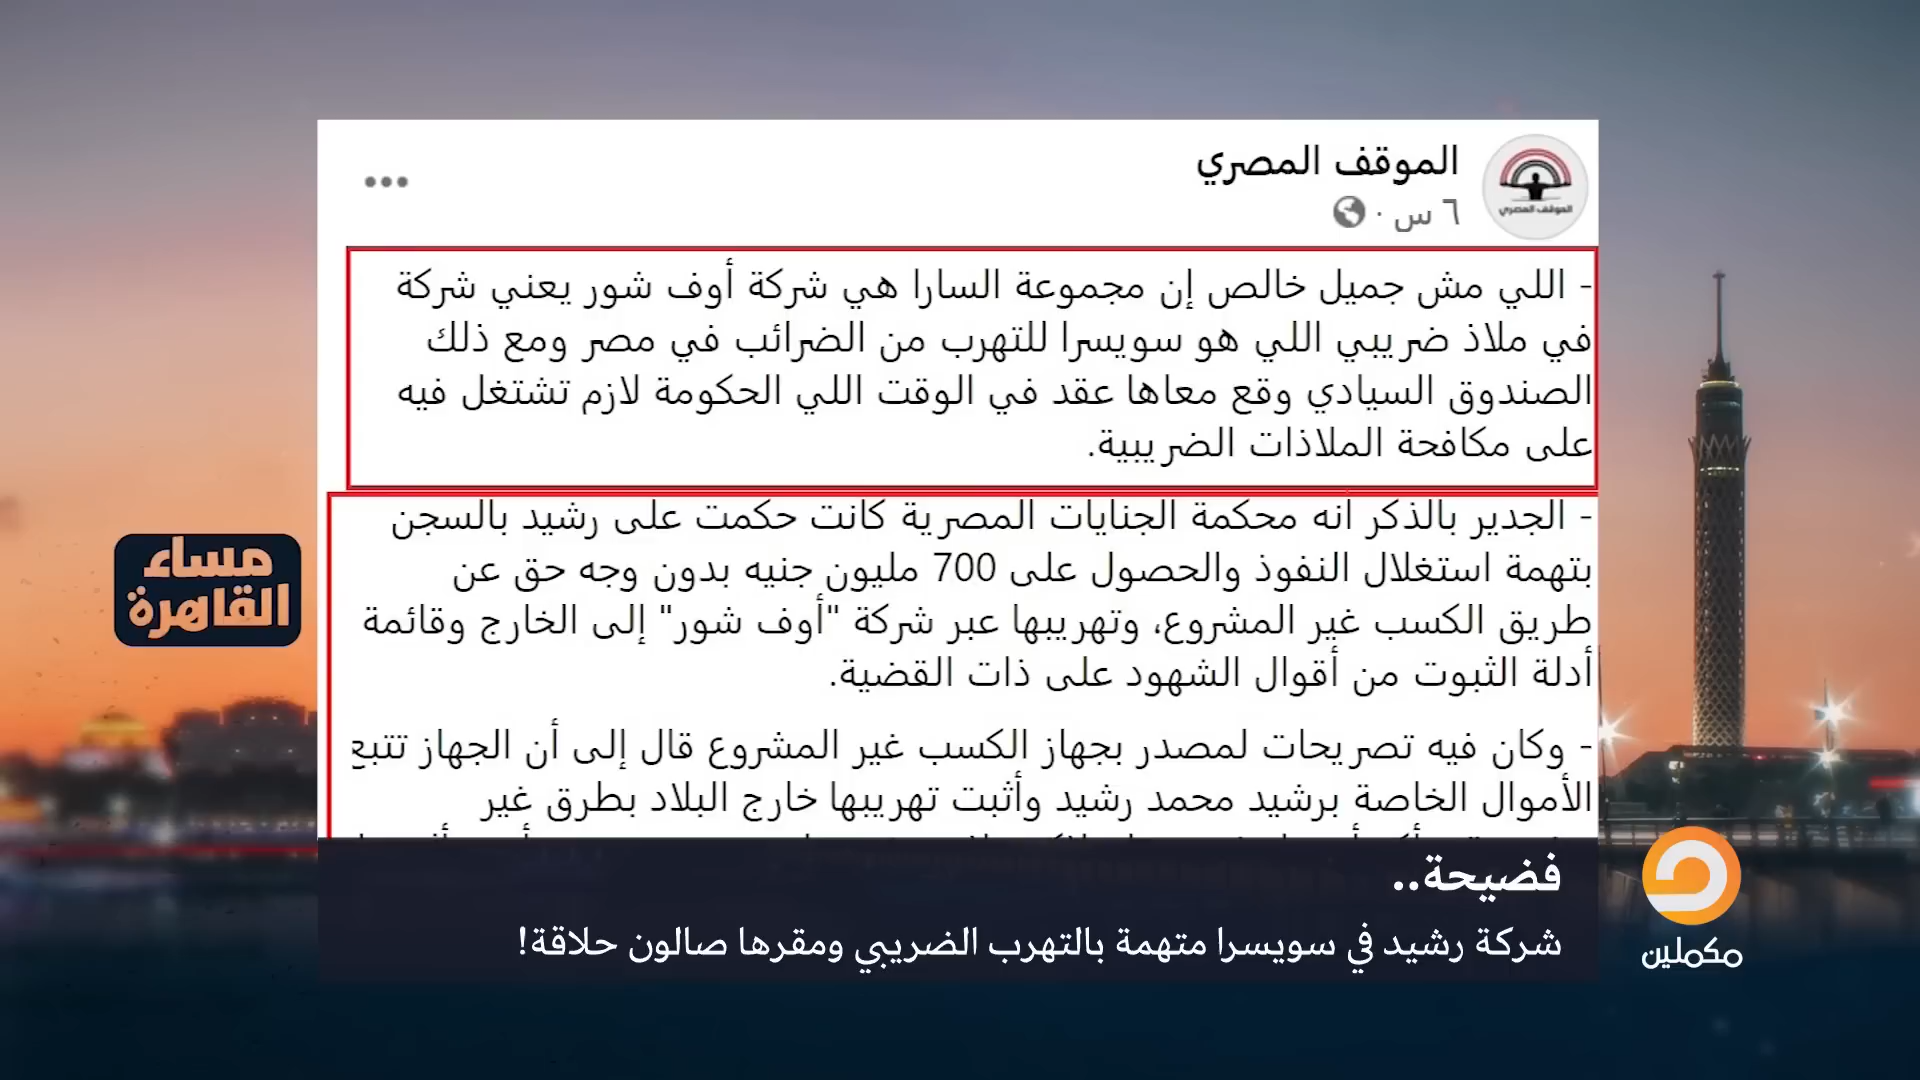 الموقف المصري
٦ س ·
الموقف المصري
- اللي مش جميل خالص إن مجموعة السارا هي شركة أوف شور يعني شركة
في ملاذ ضريبي اللي هو سويسرا للتهرب من الضرائب في مصر ومع ذلك
الصندوق السيادي وقع معاها عقد في الوقت اللي الحكومة لازم تشتغل فيه
على مكافحة الملاذات الضريبية.
- الجدير بالذكر أنه محكمة الجنايات المصرية كانت حكمت على رشيد بالسجن
بتهمة استغلال النفوذ والحصول على 700 مليون جنيه بدون وجه حق عن
طريق الكسب غير المشروع، وتهريبها عبر شركة "أوف شور" إلى الخارج وقائمة
أدلة الثبوت من أقوال الشهود على ذات القضية.
- وكان فيه تصريحات لمصدر بجهاز الكسب غير المشروع قال إلى أن الجهاز تتبع
الأموال الخاصة برشيد محمد رشيد وأثبت تهريبها خارج البلاد بطرق غير
مساء
القاهرة
فضيحة..
شركة رشيد في سويسرا متهمة بالتهرب الضريبي ومقرها صالون حلاقة!
مكملين